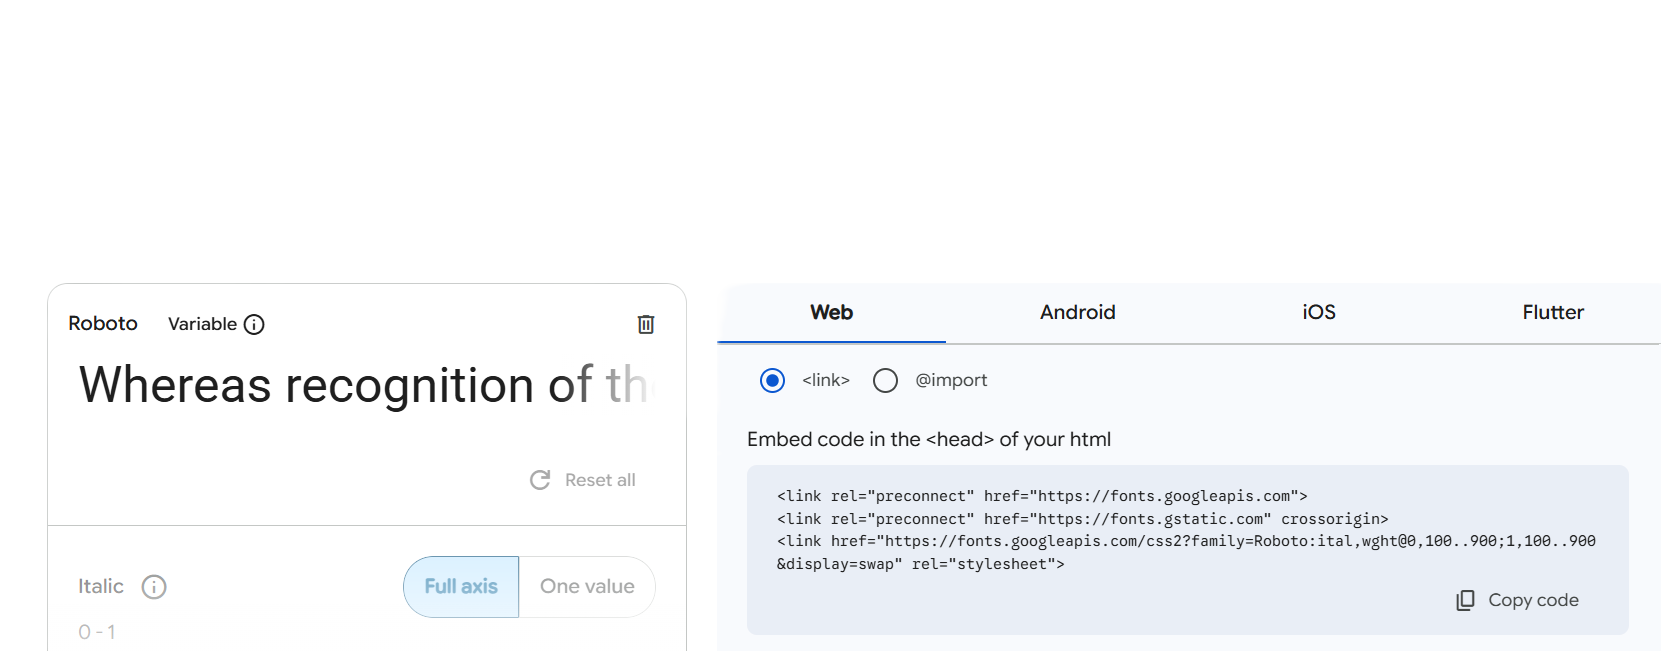 Roboto Variable
Whereas recognition of the
Reset all
Italic
Full axis One value
0 - 1
Web Android iOS Flutter
<link> @import
Embed code in the <head> of your html
<link rel="preconnect" href="https://fonts.googleapis.com">
<link rel="preconnect" href="https://fonts.gstatic.com" crossorigin>
<link href="https://fonts.googleapis.com/css2?family=Roboto:ital,wght@0,100..900;1,100..900
&display=swap" rel="stylesheet">
Copy code